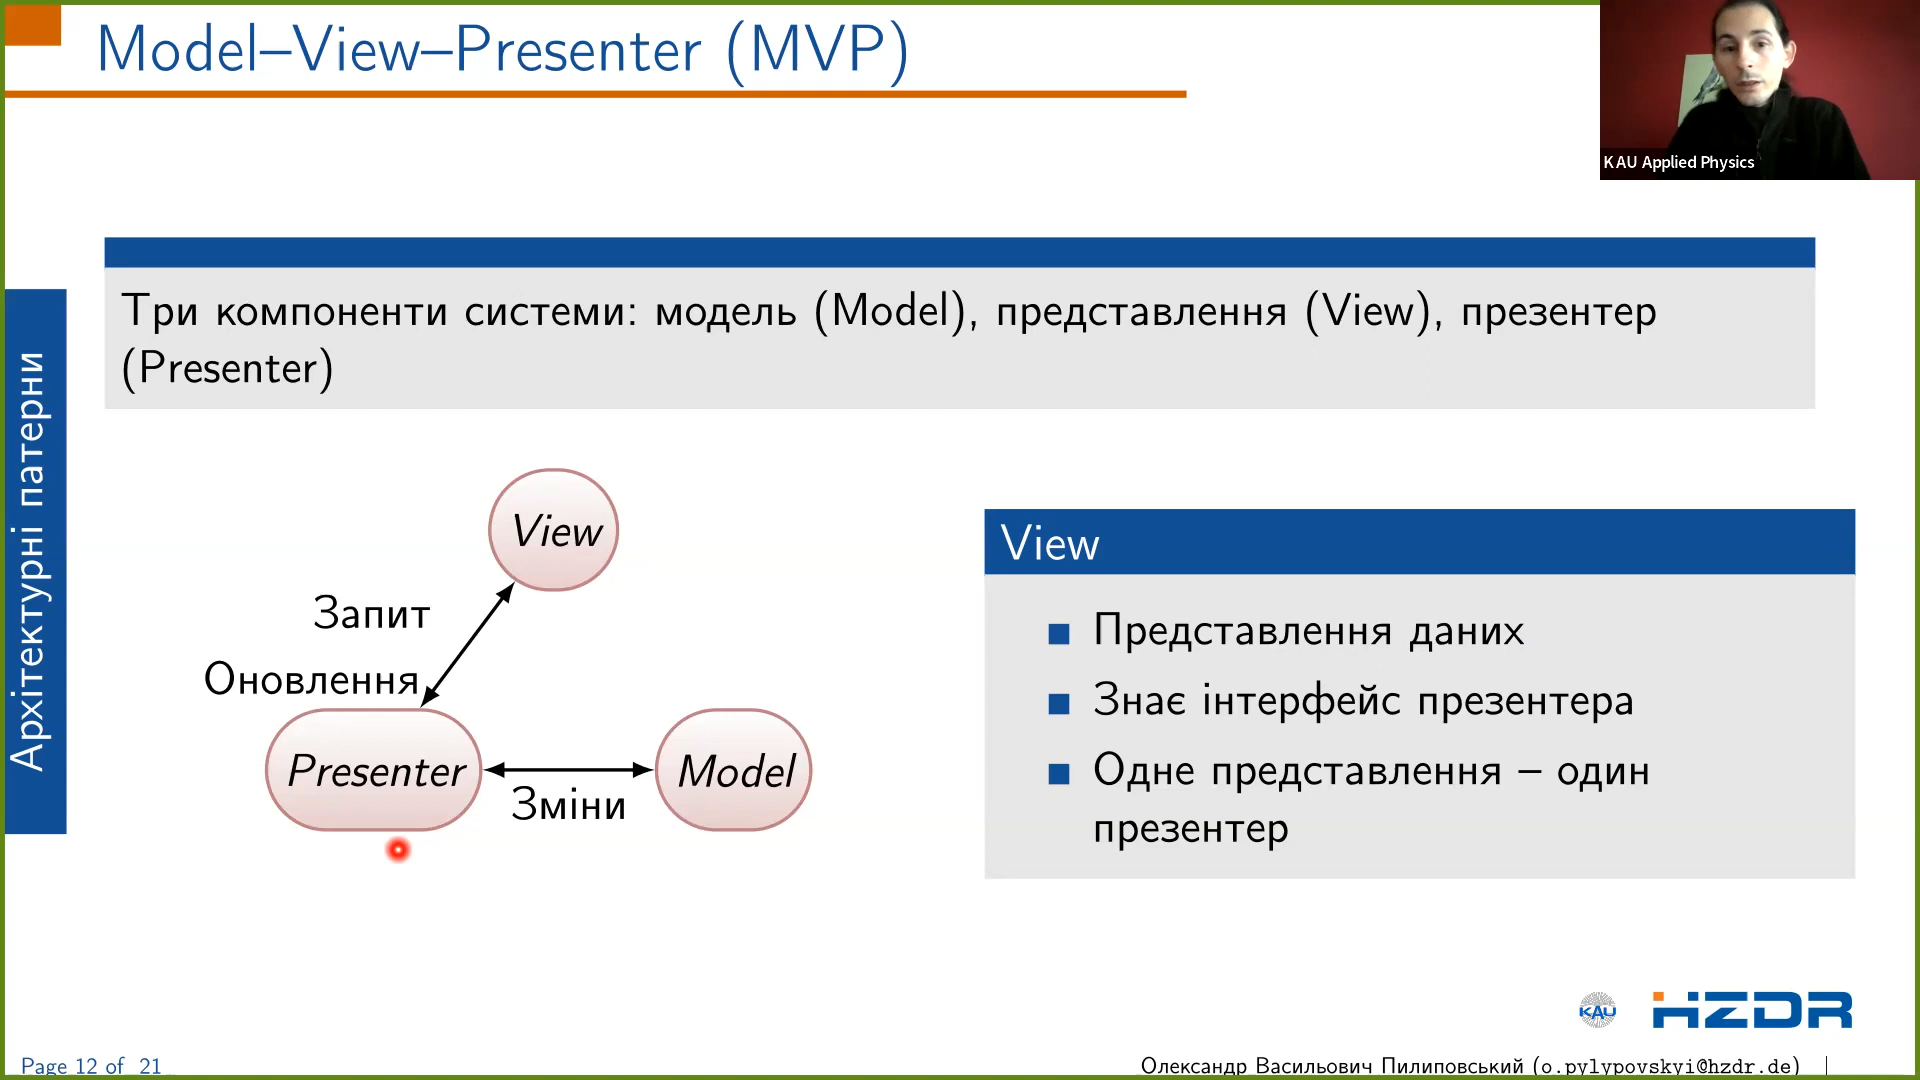 Model–View–Presenter (MVP)
KAU Applied Physics
Три компоненти системи: модель (Model), представлення (View), презентер
(Presenter)
Архітектурні патерни
View
Запит
Оновлення
Presenter
Зміни
Model
View
Представлення даних
Знає інтерфейс презентера
Одне представлення – один
презентер
KAU
HZDR
Page 12 of 21
Олександр Васильович Пилиповський (o.pylypovskyi@hzdr.de)